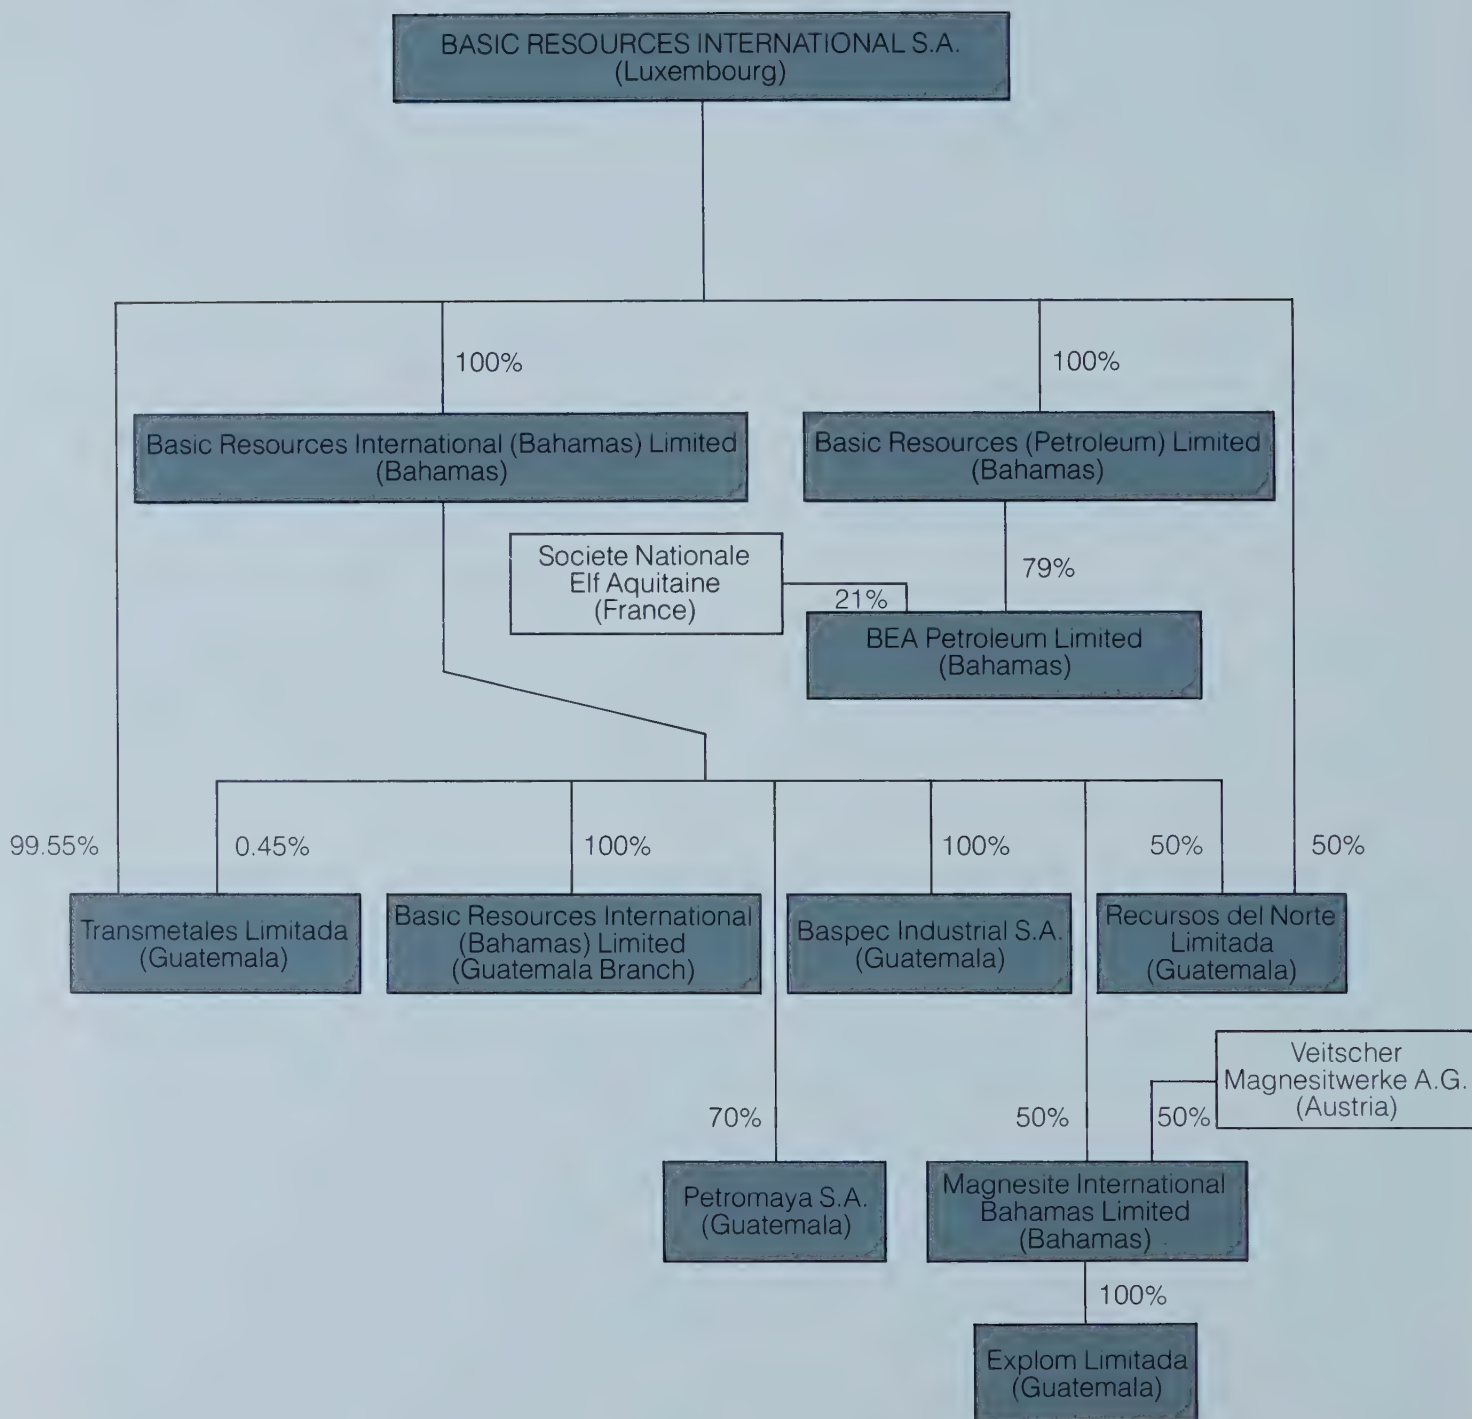 BASIC RESOURCES INTERNATIONAL S.A.
(Luxembourg)
100%
100%
Basic Resources International (Bahamas) Limited
(Bahamas)
Basic Resources (Petroleum) Limited
(Bahamas)
Societe Nationale
Elf Aquitaine
(France)
79%
21%
BEA Petroleum Limited
(Bahamas)
99.55%
0.45%
100%
100%
50%
50%
Transmetales Limitada
(Guatemala)
Basic Resources International
(Bahamas) Limited
(Guatemala Branch)
Baspec Industrial S.A.
(Guatemala)
Recursos del Norte
Limitada
(Guatemala)
Veitscher
Magnesitwerke A.G.
(Austria)
70%
50%
50%
Petromaya S.A.
(Guatemala)
Magnesite International
Bahamas Limited
(Bahamas)
100%
Explom Limitada
(Guatemala)